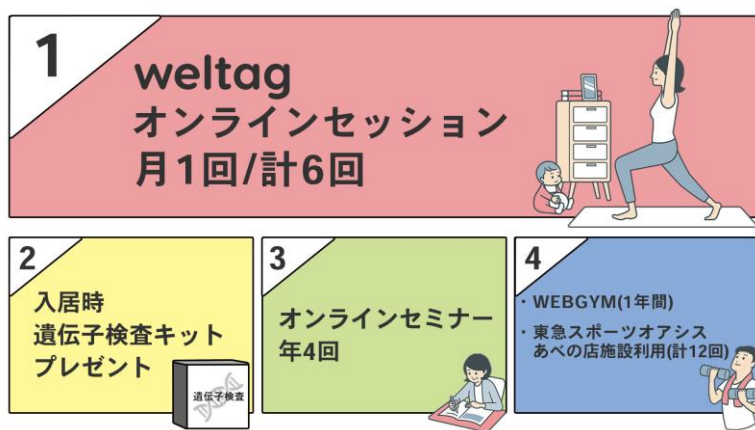 1
weltag
オンラインセッション
月1回/計6回
2
入居時
遺伝子検査キット
プレゼント
遺伝子検査
3
オンラインセミナー
年4回
4
・WEBGYM(1年間)
・東急スポーツオアシス
あべの店施設利用(計12回)